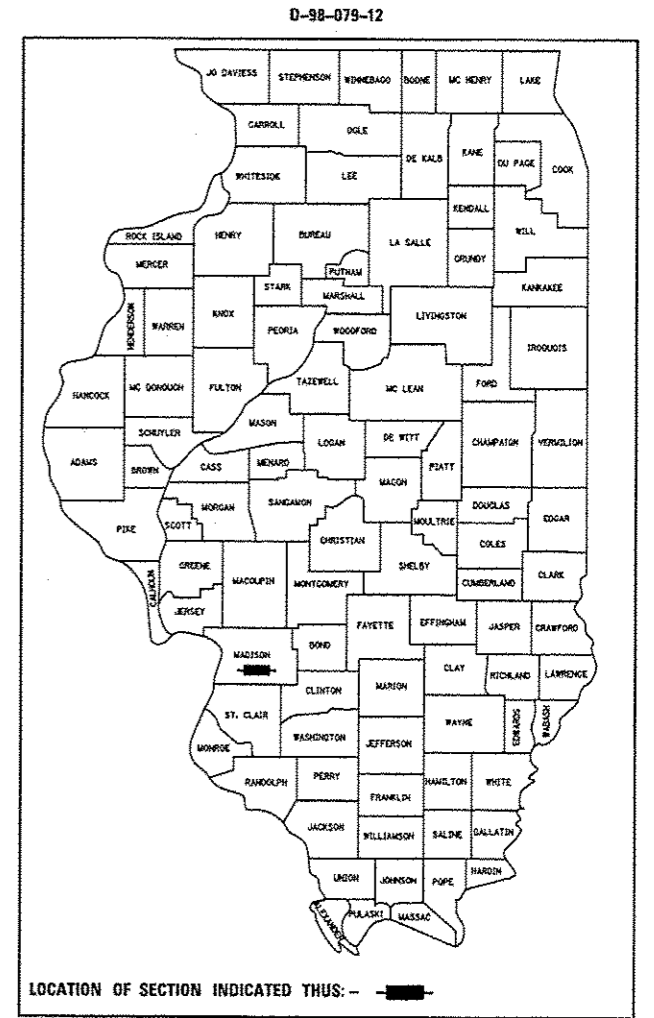 D-98-079-12
JO DAVIESS STEPHENSON WINNEBAGO BOONE MC HENRY LAKE
CARROLL OGLE DE KALB KANE DU PAGE COOK
WHITESIDE LEE
KENDALL WILL
ROCK ISLAND HENRY BUREAU LA SALLE GRUNDY
MERCER PUTNAM KANKAKEE
STARK MARSHALL
HENDERSON WARREN KNOX PEORIA WOODFORD LIVINGSTON IROQUOIS
HANCOCK MC DONOUGH FULTON TAZEWELL MC LEAN FORD
MASON
SCHUYLER LOGAN DE WITT CHAMPAIGN VERMILION
ADAMS BROWN CASS MENARD PIATT
MACON
MORGAN SANGAMON DOUGLAS
PIKE SCOTT MOULTRIE EDGAR
CHRISTIAN COLES
GREENE SHELBY
CALHOUN MACOUPIN MONTGOMERY CUMBERLAND CLARK
JERSEY
FAYETTE EFFINGHAM JASPER CRAWFORD
MADISON BOND
CLAY RICHLAND LAWRENCE
CLINTON MARION
ST. CLAIR WAYNE EDWARDS WABASH
MONROE WASHINGTON JEFFERSON
RANDOLPH PERRY HAMILTON WHITE
FRANKLIN
JACKSON WILLIAMSON SALINE GALLATIN
UNION JOHNSON POPE HARDIN
ALEXANDER PULASKI MASSAC
LOCATION OF SECTION INDICATED THUS: -